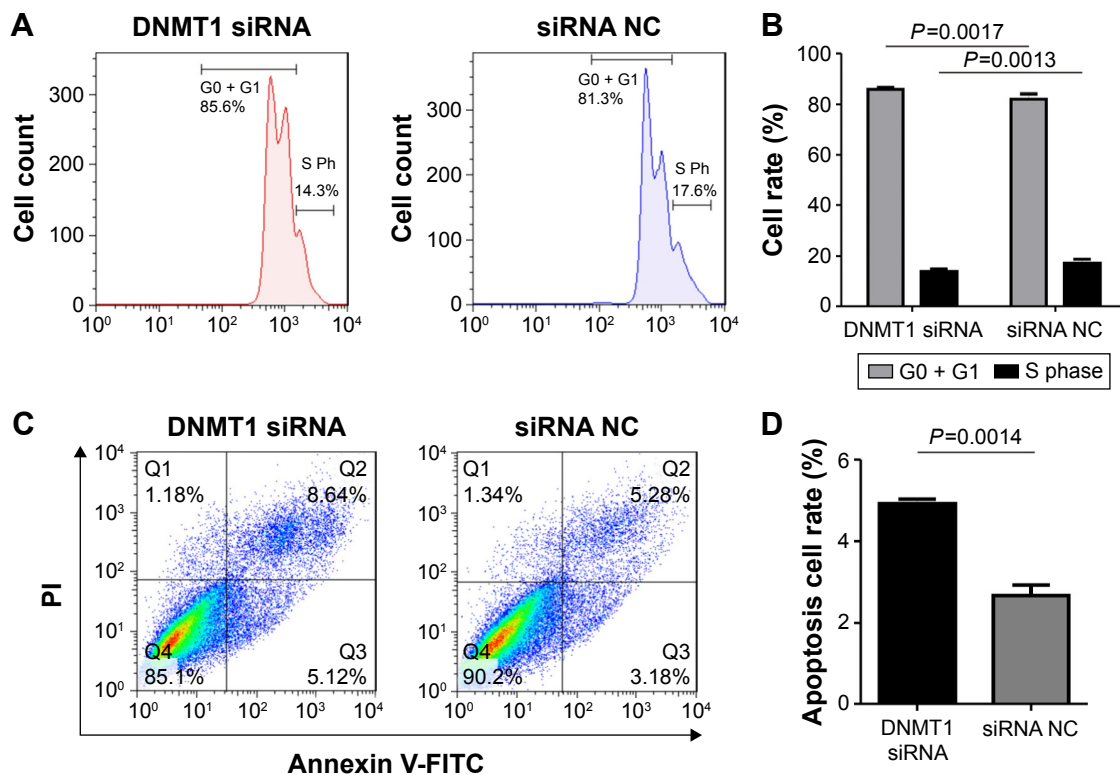 A
DNMT1 siRNA
siRNA NC
Cell count
300
200
100
0
G0 + G1
85.6%
S Ph
14.3%
10⁰ 10¹ 10² 10³ 10⁴
Cell count
300
200
100
0
G0 + G1
81.3%
S Ph
17.6%
10⁰ 10¹ 10² 10³ 10⁴
B
P=0.0017
P=0.0013
Cell rate (%)
100
80
60
40
20
0
DNMT1 siRNA siRNA NC
G0 + G1 S phase
C
DNMT1 siRNA
siRNA NC
PI
10⁴
10³
10²
10¹
10⁰
Q1
1.18%
Q2
8.64%
Q4
85.1%
Q3
5.12%
10⁰ 10¹ 10² 10³ 10⁴
10⁴
10³
10²
10¹
10⁰
Q1
1.34%
Q2
5.28%
Q4
90.2%
Q3
3.18%
10⁰ 10¹ 10² 10³ 10⁴
Annexin V-FITC
D
P=0.0014
Apoptosis cell rate (%)
6
4
2
0
DNMT1
siRNA
siRNA NC